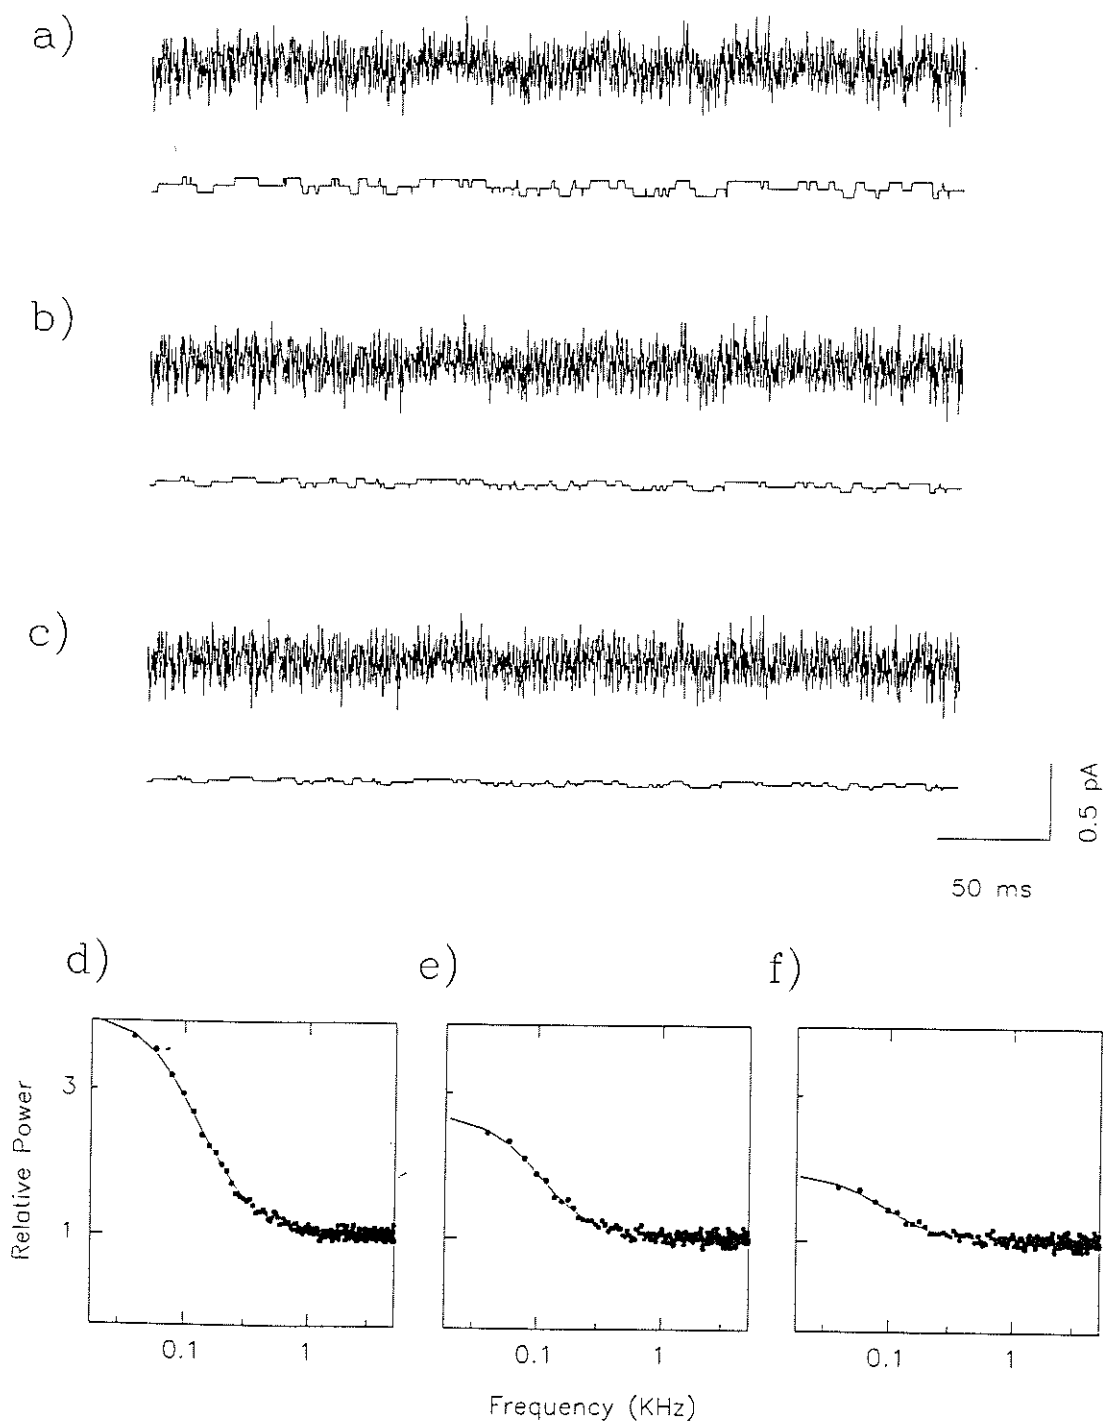 a)
b)
c)
0.5 pA
50 ms
d)
e)
f)
Relative Power
3
1
0.1
1
0.1
1
0.1
1
Frequency (KHz)